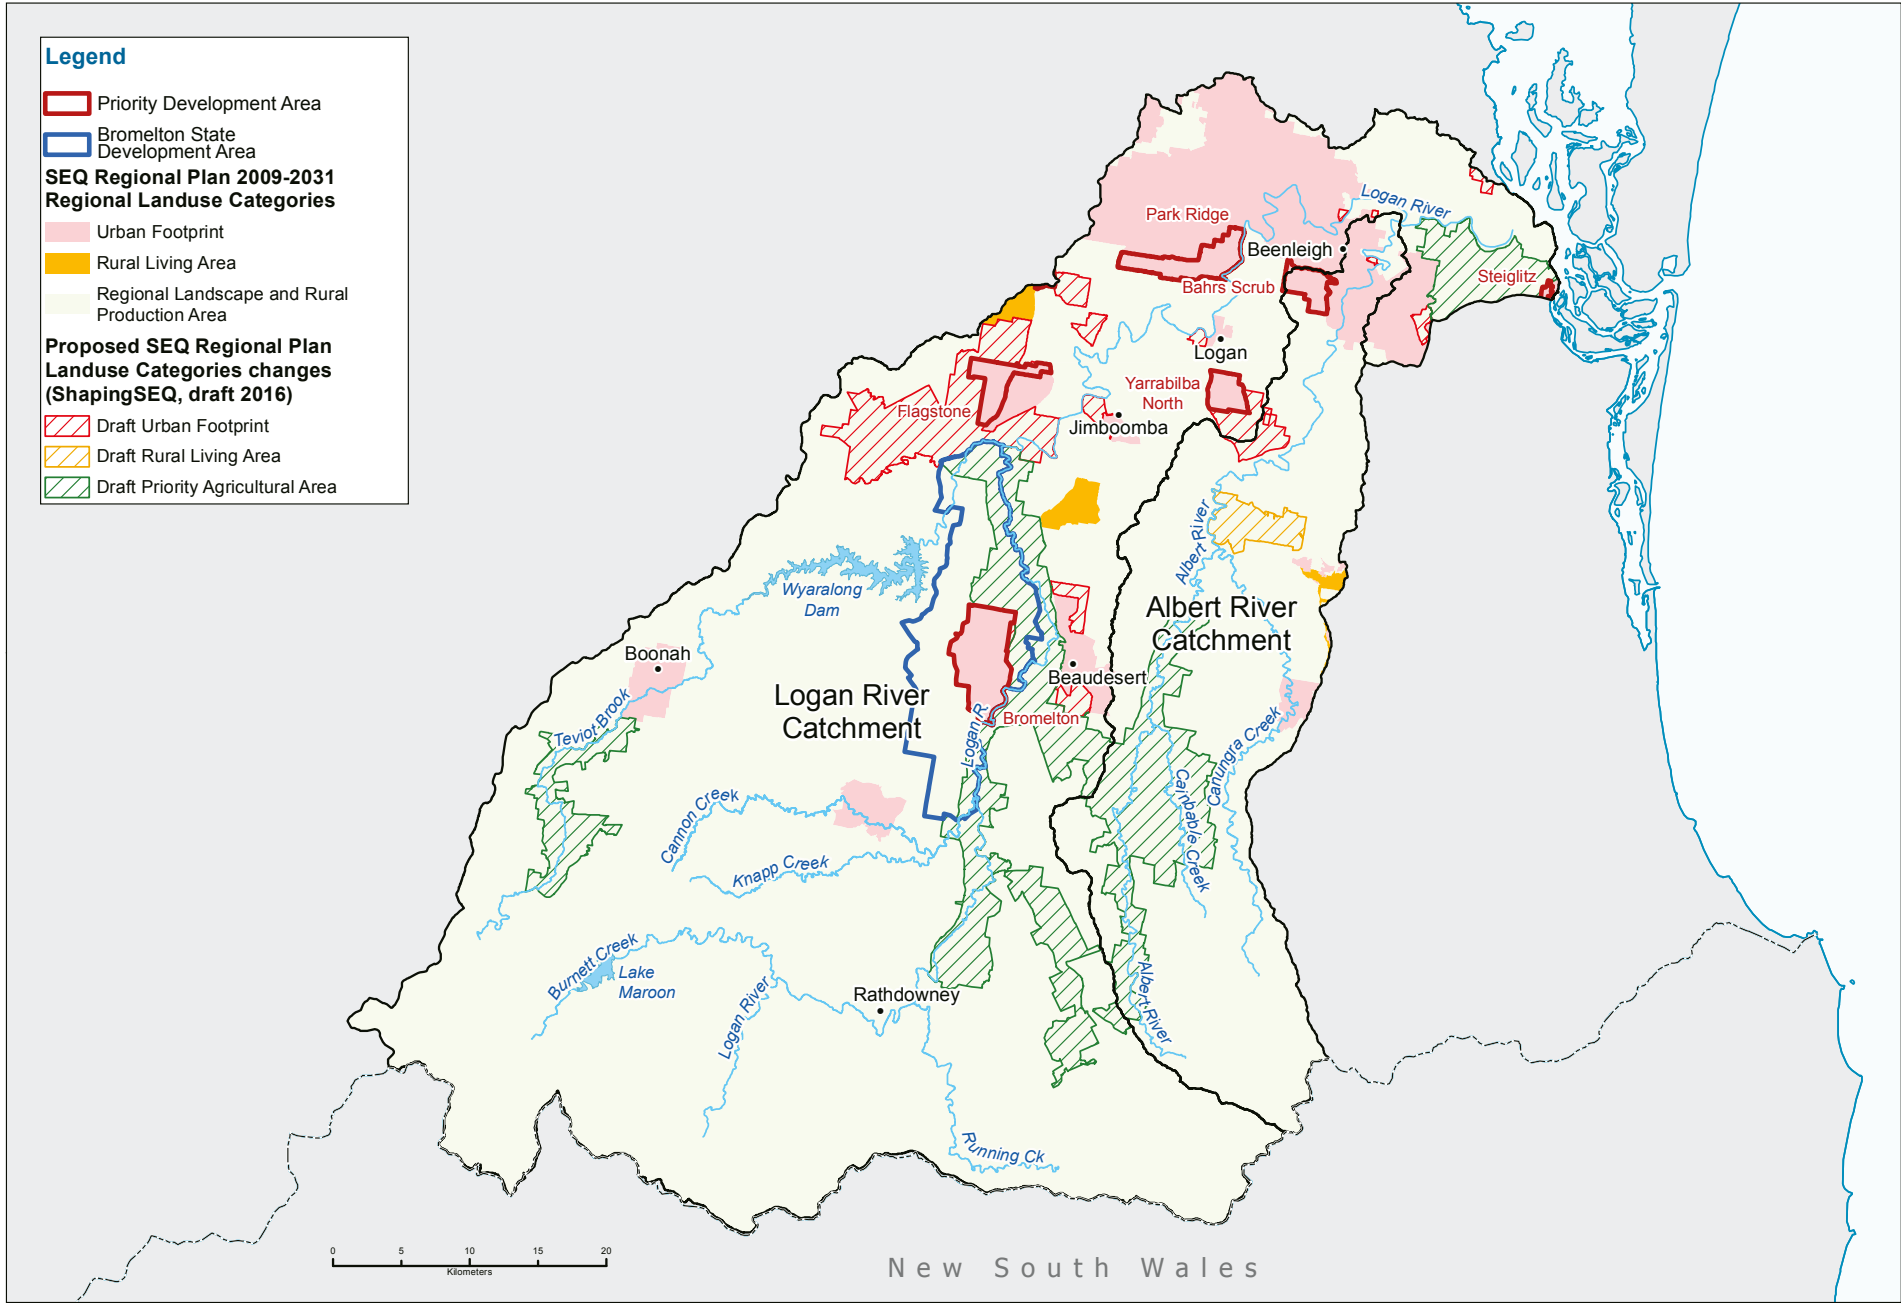 Legend
Priority Development Area
Bromelton State
Development Area
SEQ Regional Plan 2009-2031
Regional Landuse Categories
Urban Footprint
Rural Living Area
Regional Landscape and Rural
Production Area
Proposed SEQ Regional Plan
Landuse Categories changes
(ShapingSEQ, draft 2016)
Draft Urban Footprint
Draft Rural Living Area
Draft Priority Agricultural Area
Logan River
Park Ridge
Beenleigh
Steiglitz
Bahrs Scrub
Logan
Yarrabilba
North
Flagstone
Jimboomba
Albert River
Wyaralong
Dam
Albert River
Catchment
Boonah
Beaudesert
Logan River
Catchment
Bromelton
Teviot Brook
Logan R
Canungra Creek
Cainbable Creek
Cannon Creek
Knapp Creek
Burnett Creek
Lake
Maroon
Logan River
Rathdowney
Albert River
Running Ck
0 5 10 15 20
Kilometers
New South Wales